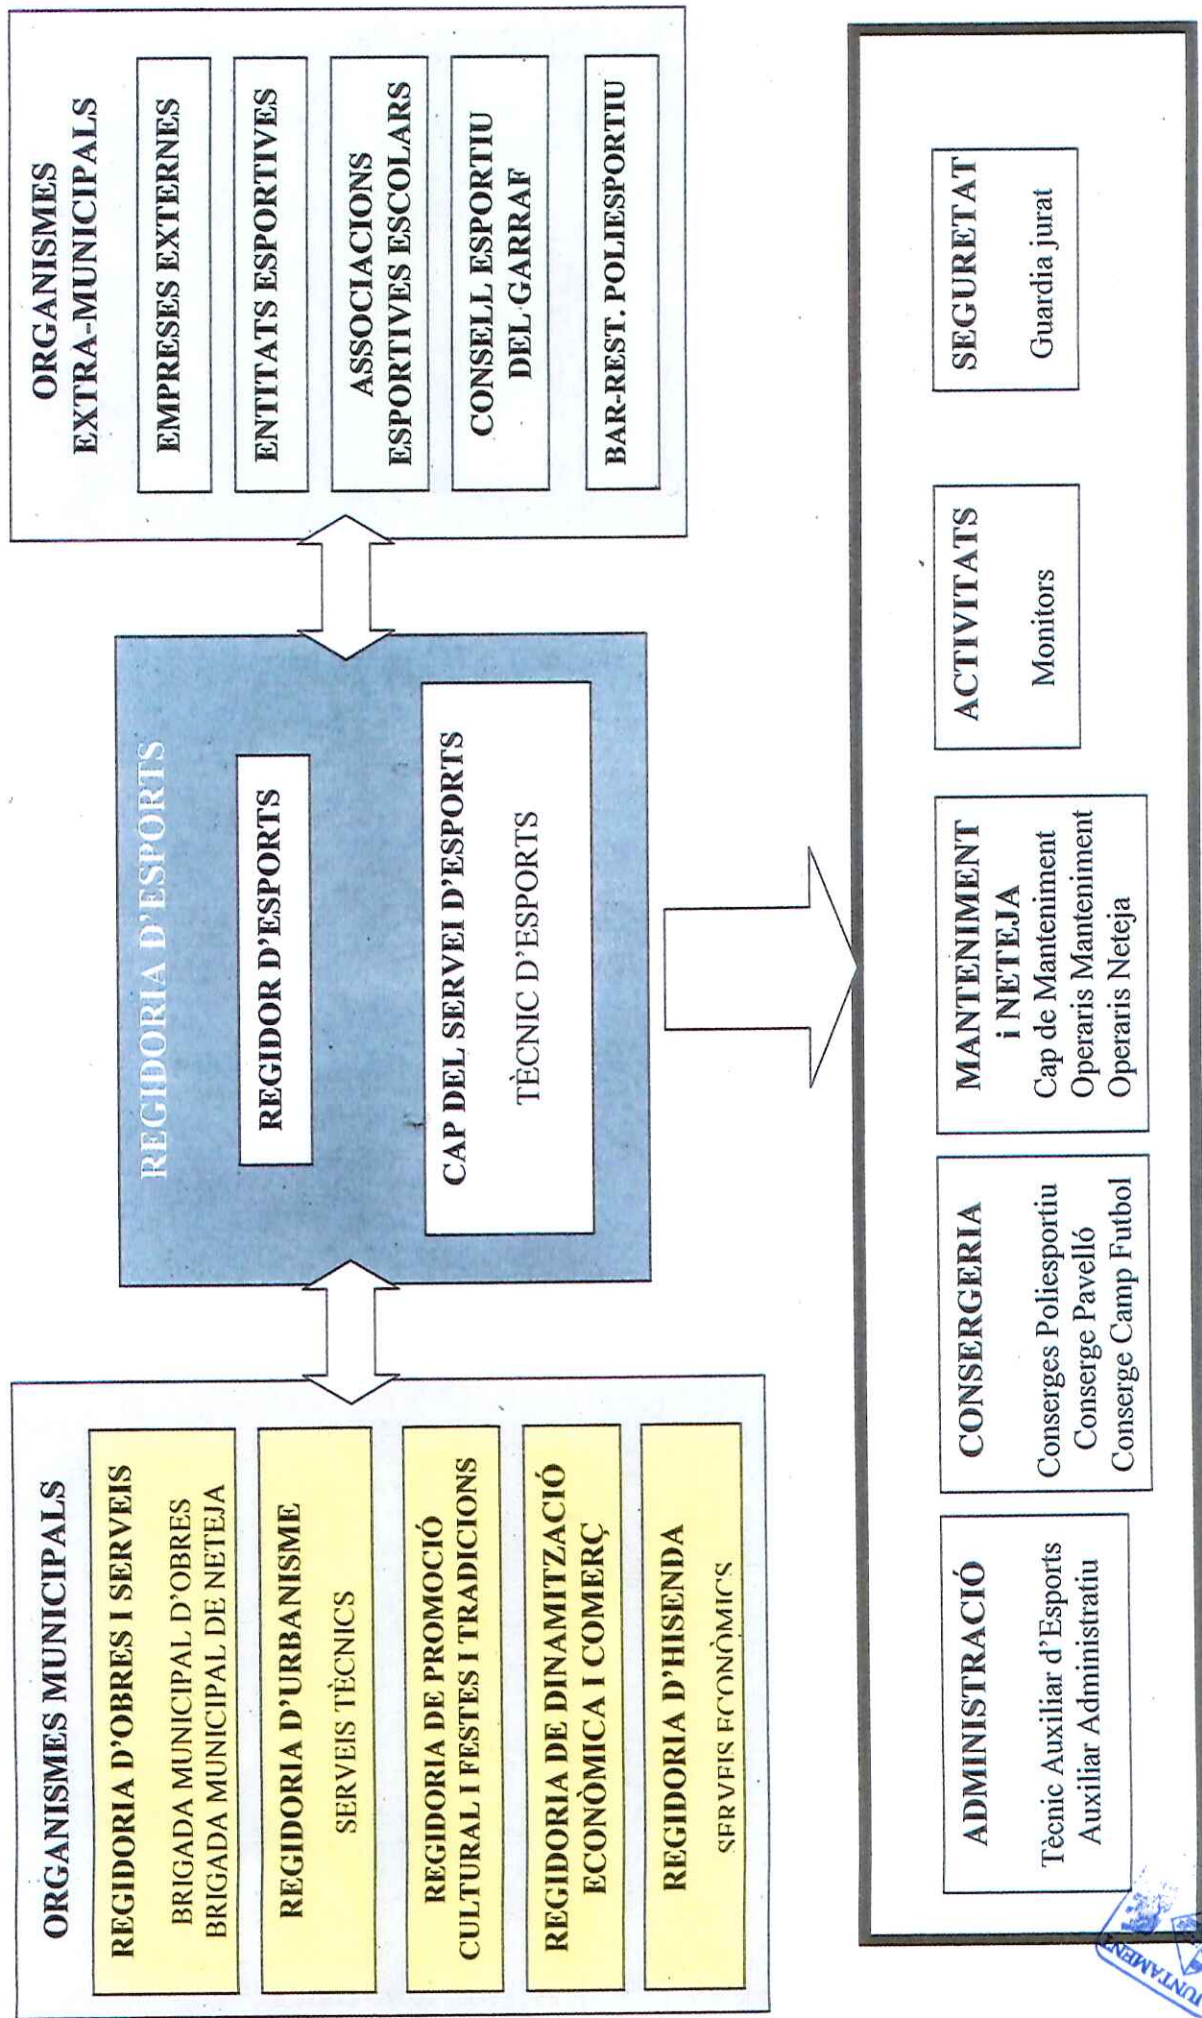 ORGANISMES MUNICIPALS
REGIDORIA D'OBRES I SERVEIS
BRIGADA MUNICIPAL D'OBRES
BRIGADA MUNICIPAL DE NETEJA
REGIDORIA D'URBANISME
SERVEIS TÈCNICS
REGIDORIA DE PROMOCIÓ
CULTURAL I FESTES I TRADICIONS
REGIDORIA DE DINAMITZACIÓ
ECONÒMICA I COMERÇ
REGIDORIA D'HISENDA
SERVEIS ECONÒMICS
REGIDORIA D'ESPORTS
REGIDOR D'ESPORTS
CAP DEL SERVEI D'ESPORTS
TÈCNIC D'ESPORTS
ORGANISMES
EXTRA-MUNICIPALS
EMPRESES EXTERNES
ENTITATS ESPORTIVES
ASSOCIACIONS
ESPORTIVES ESCOLARS
CONSELL ESPORTIU
DEL GARRAF
BAR-REST. POLIESPORTIU
ADMINISTRACIÓ
Tècnic Auxiliar d'Esports
Auxiliar Administratiu
CONSERGERIA
Conserges Poliesportiu
Conserge Pavelló
Conserge Camp Futbol
MANTENIMENT
i NETEJA
Cap de Manteniment
Operaris Manteniment
Operaris Neteja
ACTIVITATS
Monitors
SEGURETAT
Guardia jurat
JUNTAMENT